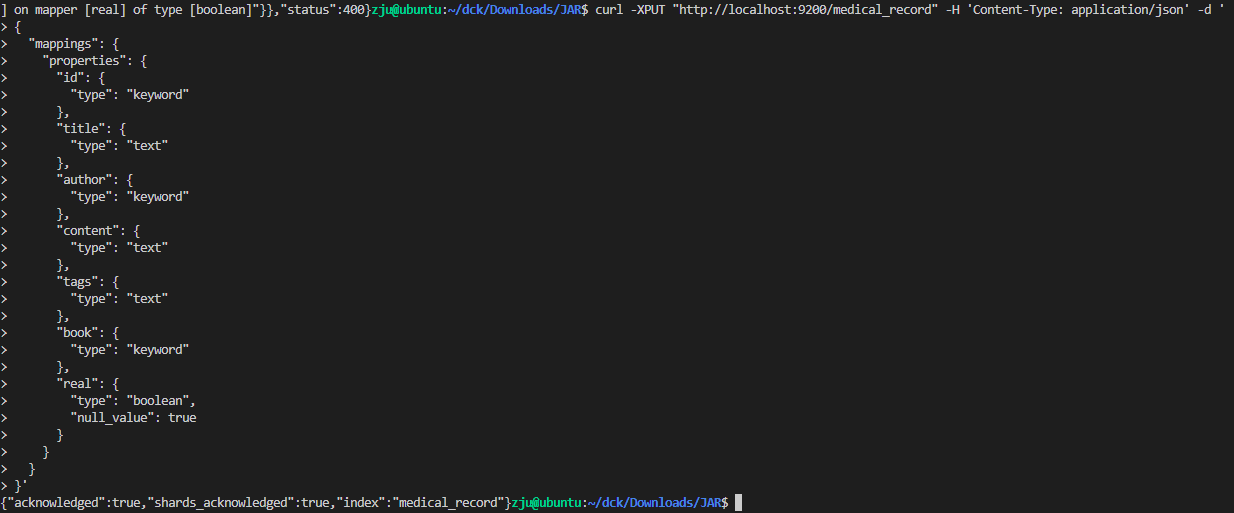 ] on mapper [real] of type [boolean]"}},"status":400}zju@ubuntu:~/dck/Downloads/JAR$ curl -XPUT "http://localhost:9200/medical_record" -H 'Content-Type: application/json' -d '
> {
>   "mappings": {
>     "properties": {
>       "id": {
>         "type": "keyword"
>       },
>       "title": {
>         "type": "text"
>       },
>       "author": {
>         "type": "keyword"
>       },
>       "content": {
>         "type": "text"
>       },
>       "tags": {
>         "type": "text"
>       },
>       "book": {
>         "type": "keyword"
>       },
>       "real": {
>         "type": "boolean",
>         "null_value": true
>       }
>     }
>   }
> }'
{"acknowledged":true,"shards_acknowledged":true,"index":"medical_record"}zju@ubuntu:~/dck/Downloads/JAR$